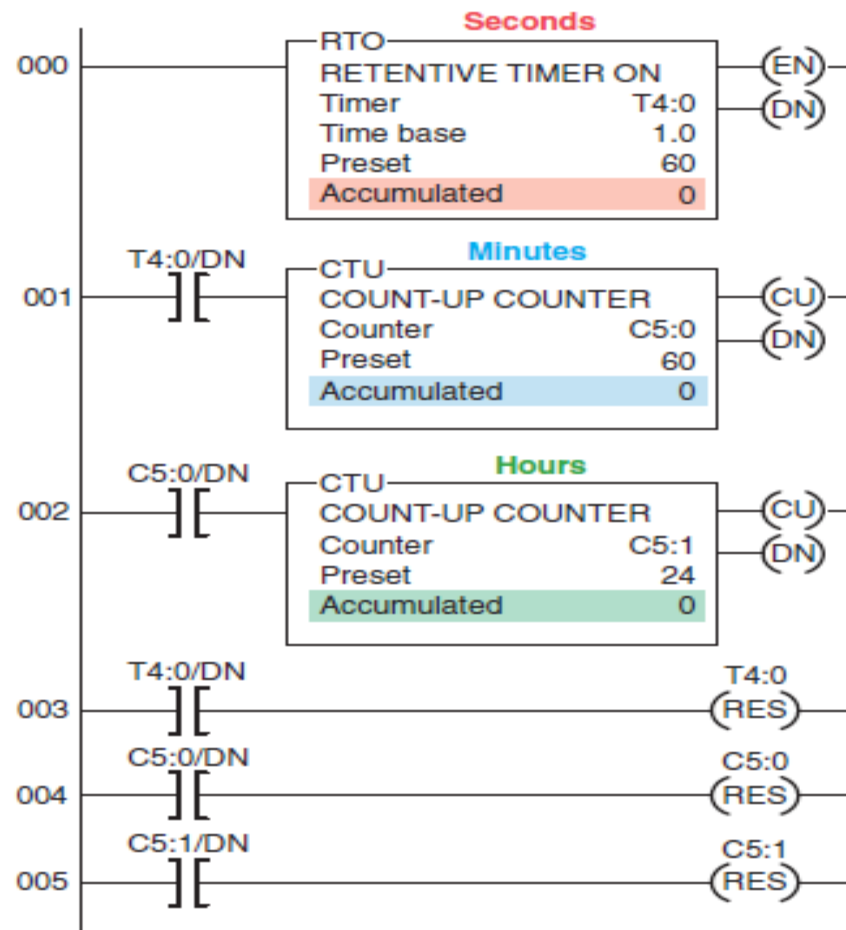 Seconds
RTO
000
RETENTIVE TIMER ON
(EN)
Timer T4:0
(DN)
Time base 1.0
Preset 60
Accumulated 0
Minutes
T4:0/DN
CTU
001
COUNT-UP COUNTER
(CU)
Counter C5:0
(DN)
Preset 60
Accumulated 0
Hours
C5:0/DN
CTU
002
COUNT-UP COUNTER
(CU)
Counter C5:1
(DN)
Preset 24
Accumulated 0
T4:0/DN
T4:0
003
(RES)
C5:0/DN
C5:0
004
(RES)
C5:1/DN
C5:1
005
(RES)